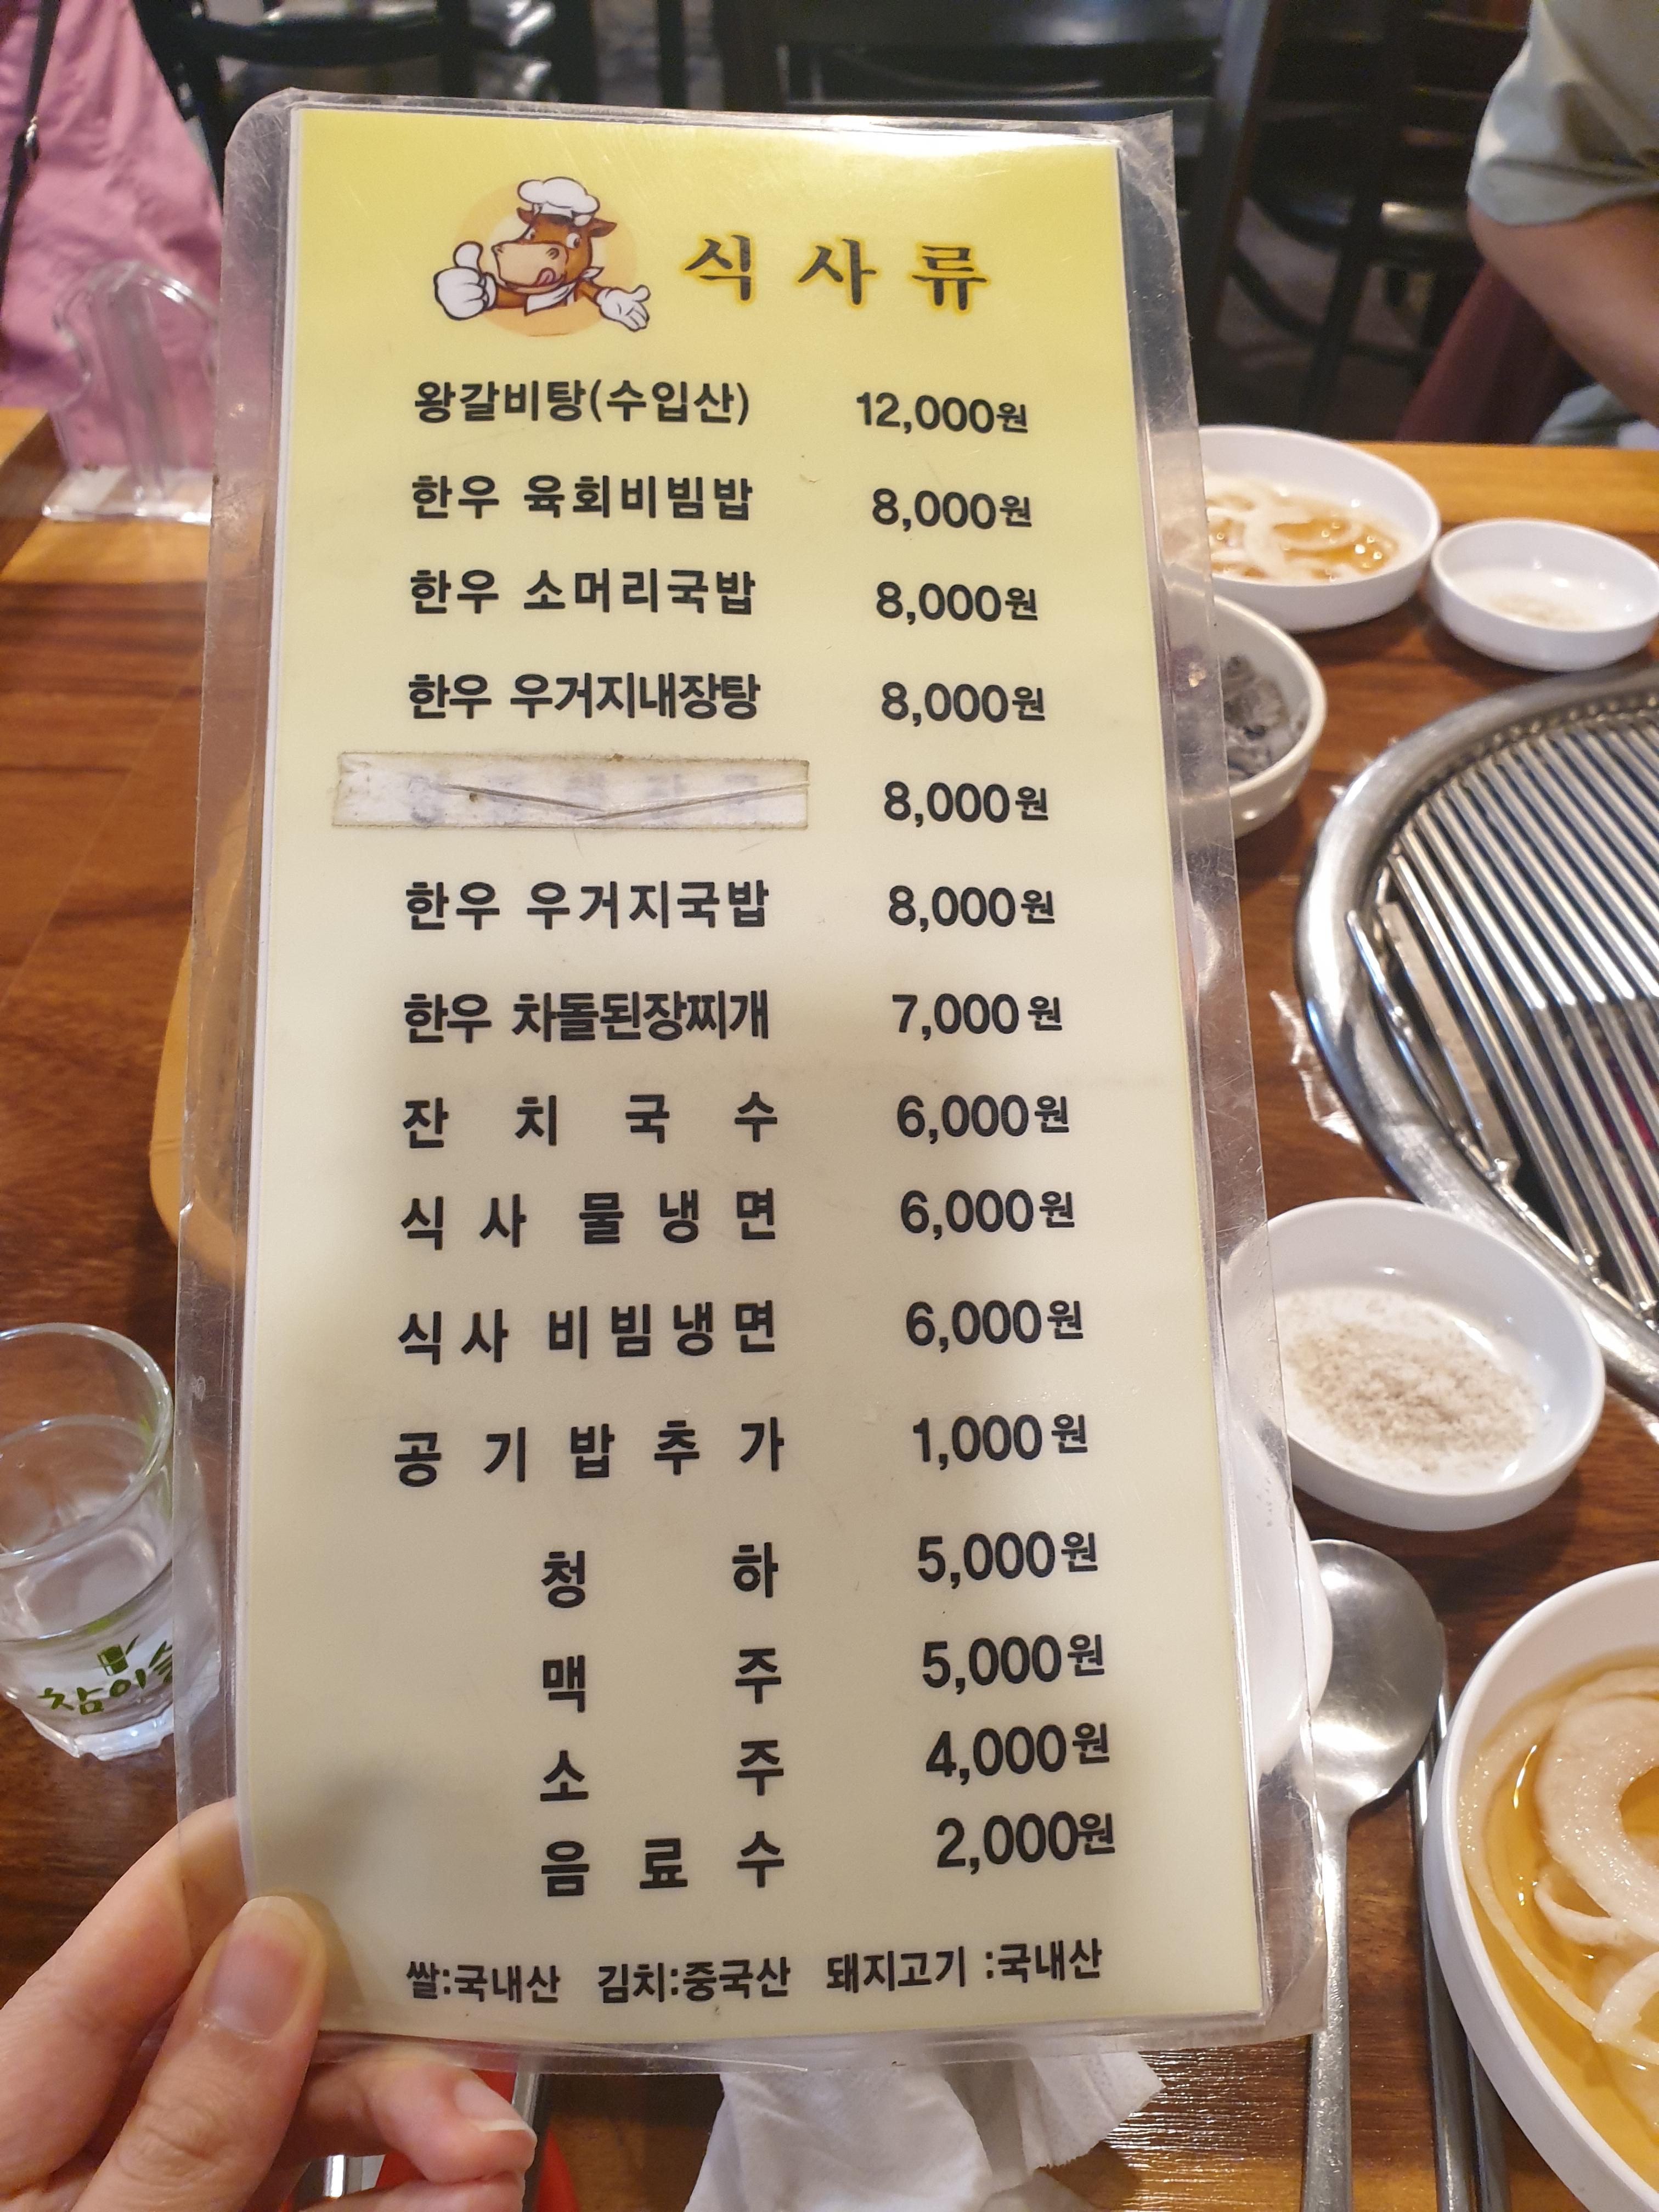 식사류
왕갈비탕(수입산) 12,000원
한우 육회비빔밥 8,000원
한우 소머리국밥 8,000원
한우 우거지내장탕 8,000원
8,000원
한우 우거지국밥 8,000원
한우 차돌된장찌개 7,000원
잔치국수 6,000원
식사 물냉면 6,000원
식사 비빔냉면 6,000원
공기밥추가 1,000원
청하 5,000원
맥주 5,000원
소주 4,000원
음료수 2,000원
쌀:국내산 김치:중국산 돼지고기 :국내산
참이슬